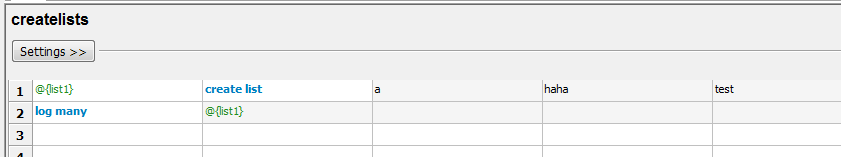 createlists
Settings >>
1 @{list1} create list a haha test
2 log many @{list1}
3
4